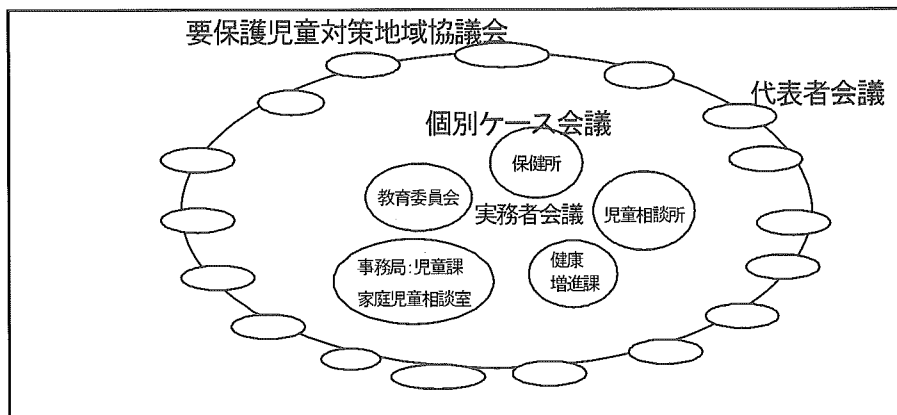 要保護児童対策地域協議会
代表者会議
個別ケース会議
保健所
教育委員会
実務者会議
児童相談所
事務局:児童課
家庭児童相談室
健康
増進課